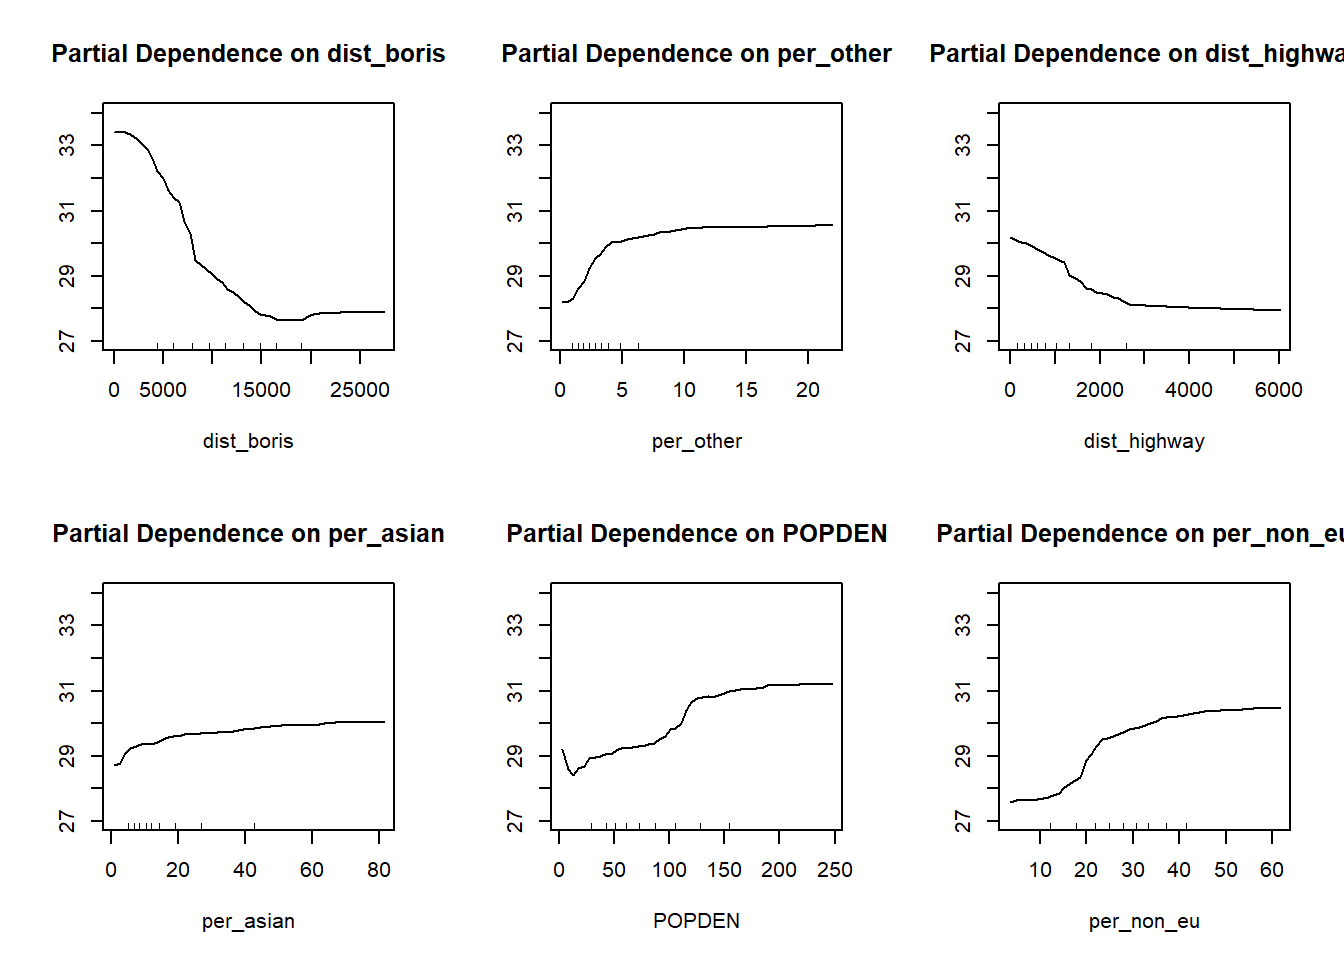 Partial Dependence on dist_boris
33
31
29
27
0 5000 15000 25000
dist_boris
Partial Dependence on per_other
33
31
29
27
0 5 10 15 20
per_other
Partial Dependence on dist_highwa
33
31
29
27
0 2000 4000 6000
dist_highway
Partial Dependence on per_asian
33
31
29
27
0 20 40 60 80
per_asian
Partial Dependence on POPDEN
33
31
29
27
0 50 100 150 200 250
POPDEN
Partial Dependence on per_non_eu
33
31
29
27
10 20 30 40 50 60
per_non_eu